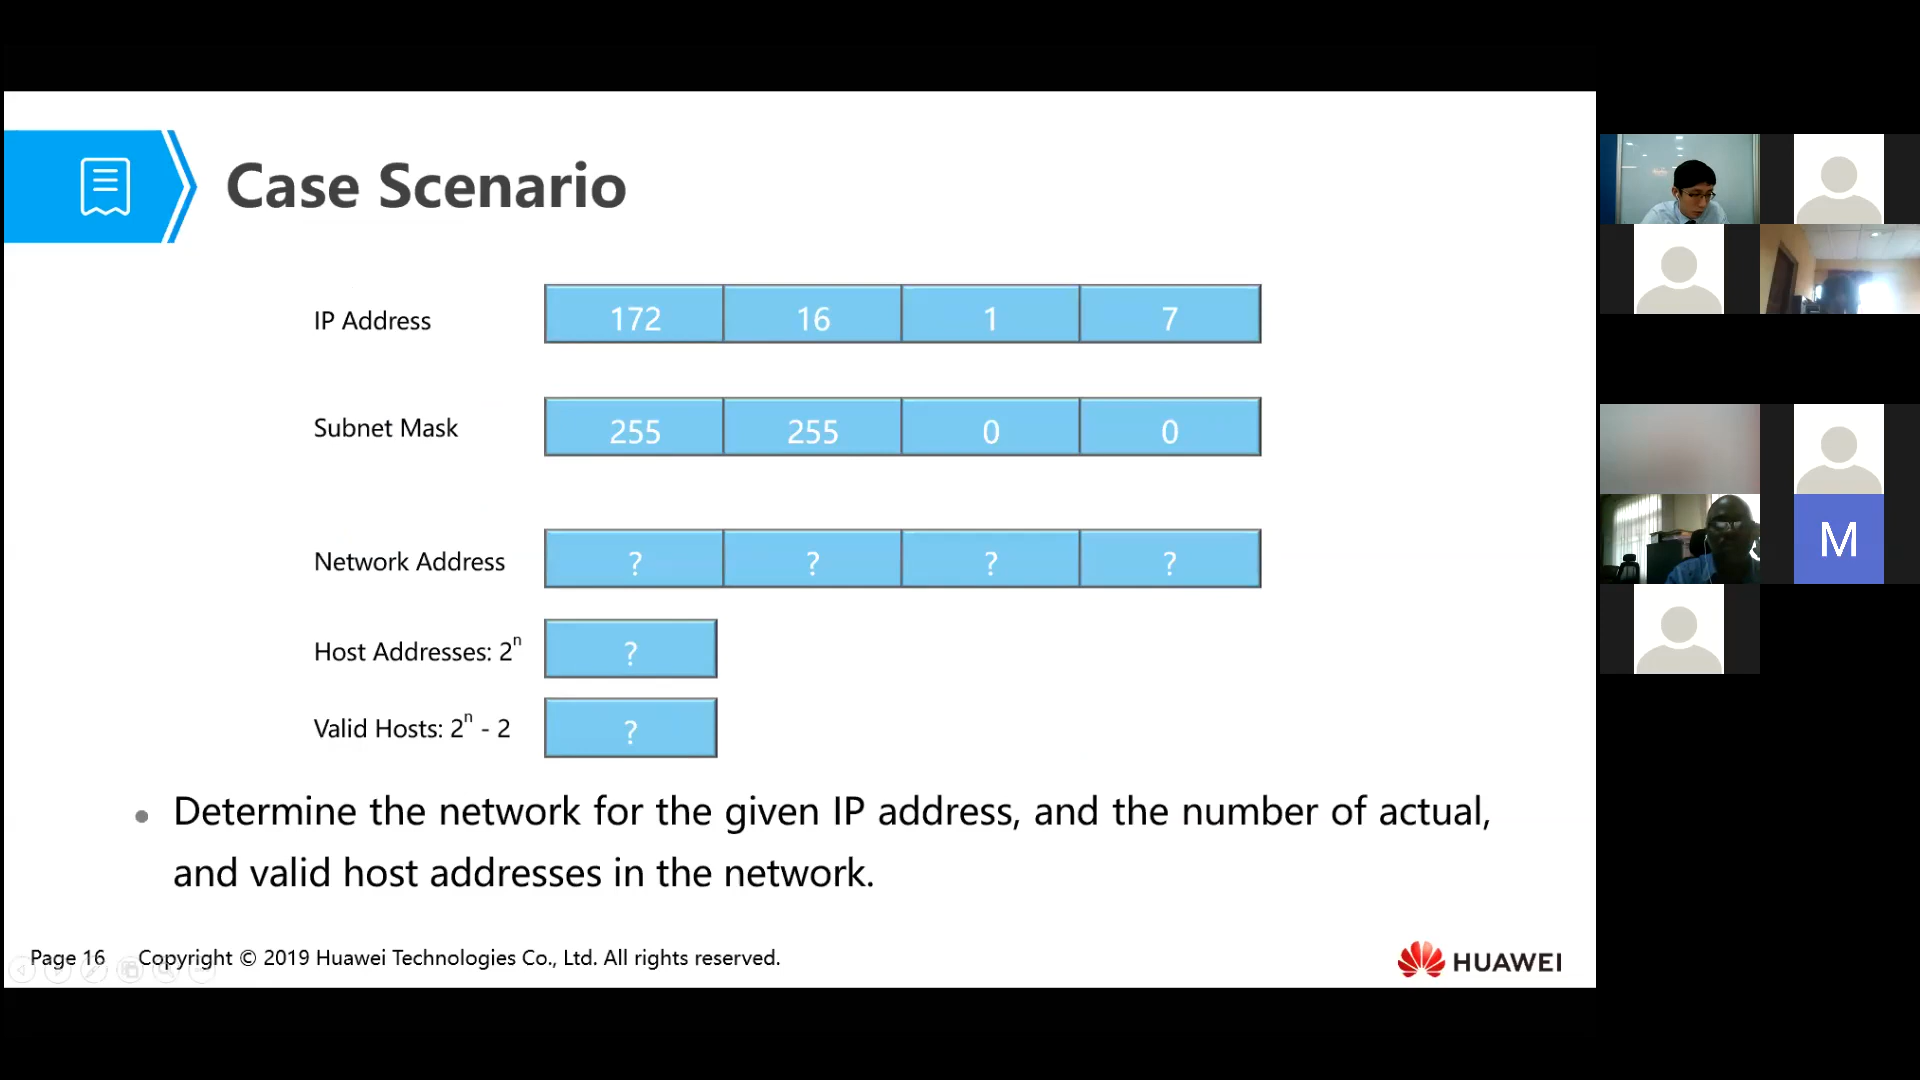 Case Scenario
IP Address 172 16 1 7
Subnet Mask 255 255 0 0
Network Address ? ? ? ?
Host Addresses: 2ⁿ ?
Valid Hosts: 2ⁿ - 2 ?
• Determine the network for the given IP address, and the number of actual,
and valid host addresses in the network.
Page 16 Copyright © 2019 Huawei Technologies Co., Ltd. All rights reserved.
HUAWEI
M